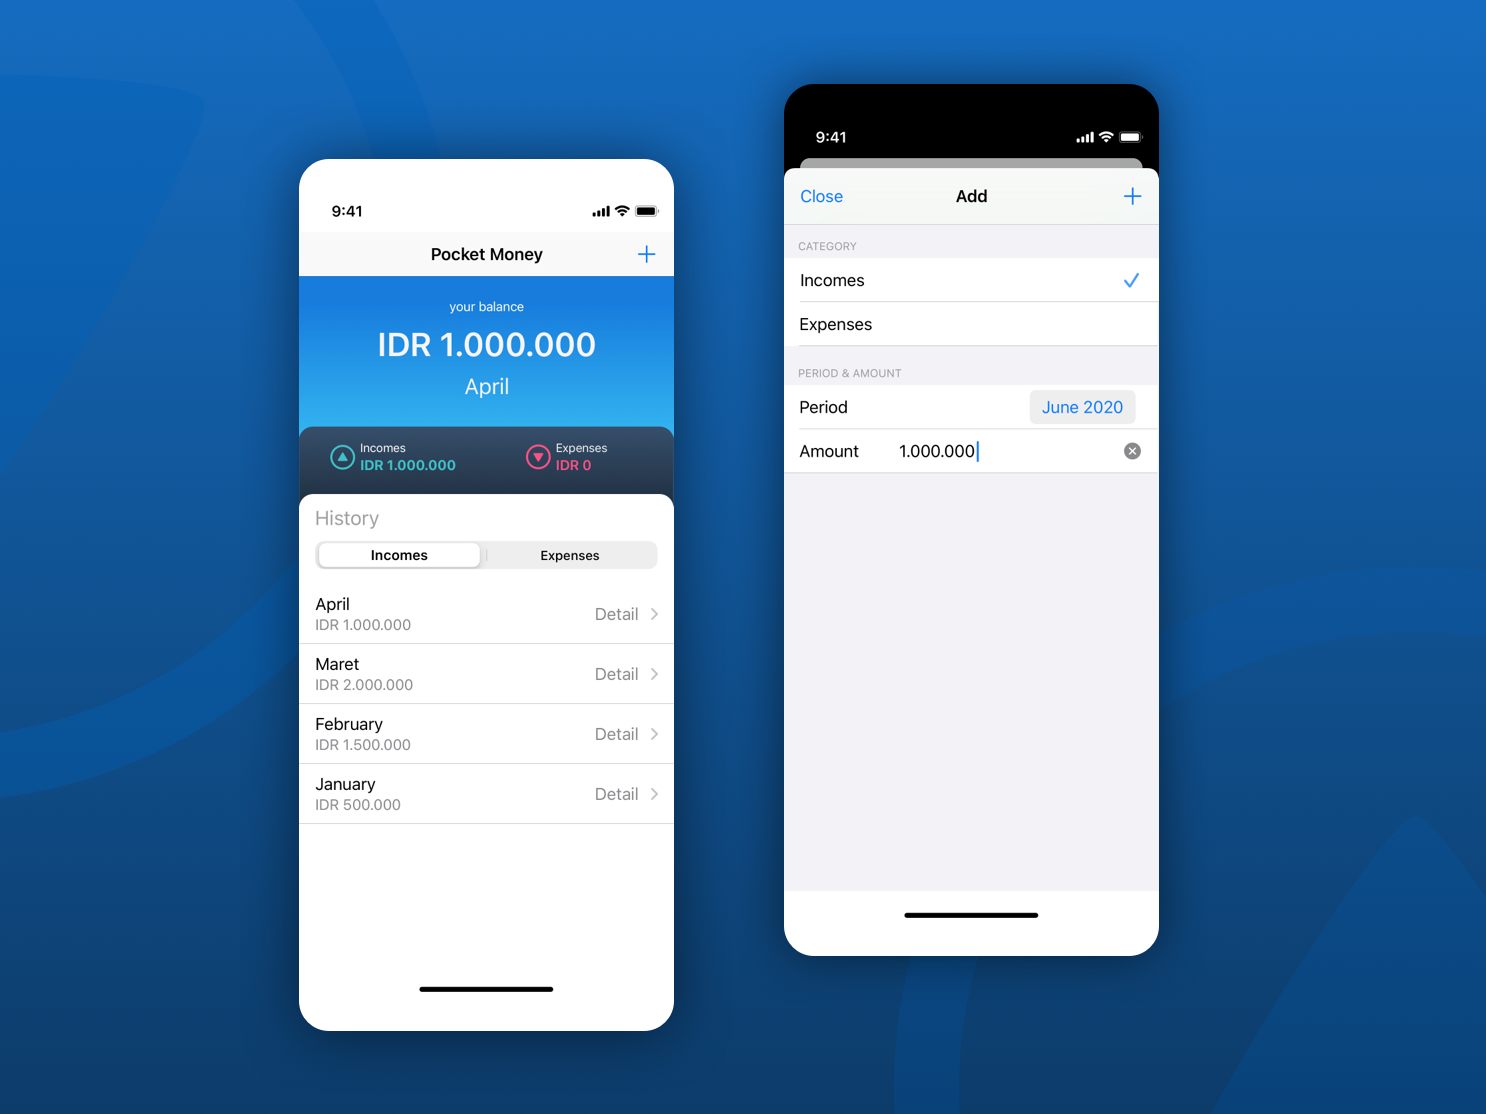 9:41
Pocket Money
your balance
IDR 1.000.000
April
Incomes
IDR 1.000.000
Expenses
IDR 0
History
Incomes
Expenses
April
IDR 1.000.000
Detail
Maret
IDR 2.000.000
Detail
February
IDR 1.500.000
Detail
January
IDR 500.000
Detail
9:41
Close
Add
CATEGORY
Incomes
Expenses
PERIOD & AMOUNT
Period
June 2020
Amount
1.000.000